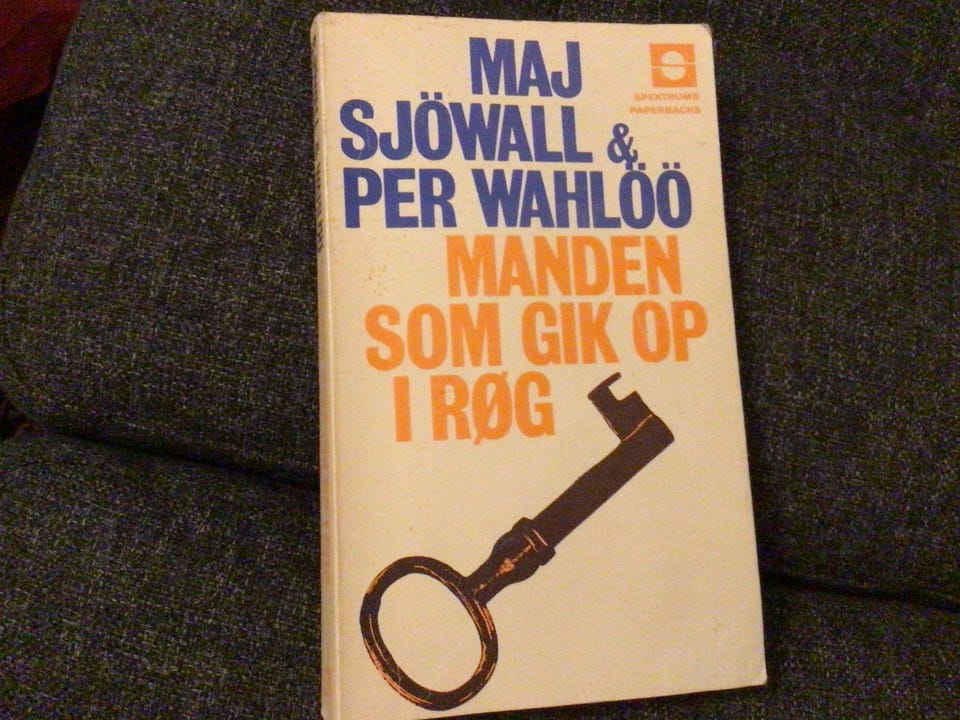 MAJ
SJÖWALL &
PER WAHLÖÖ
MANDEN
SOM GIK OP
I RØG
SPEKTRUMS
PAPERBACKS